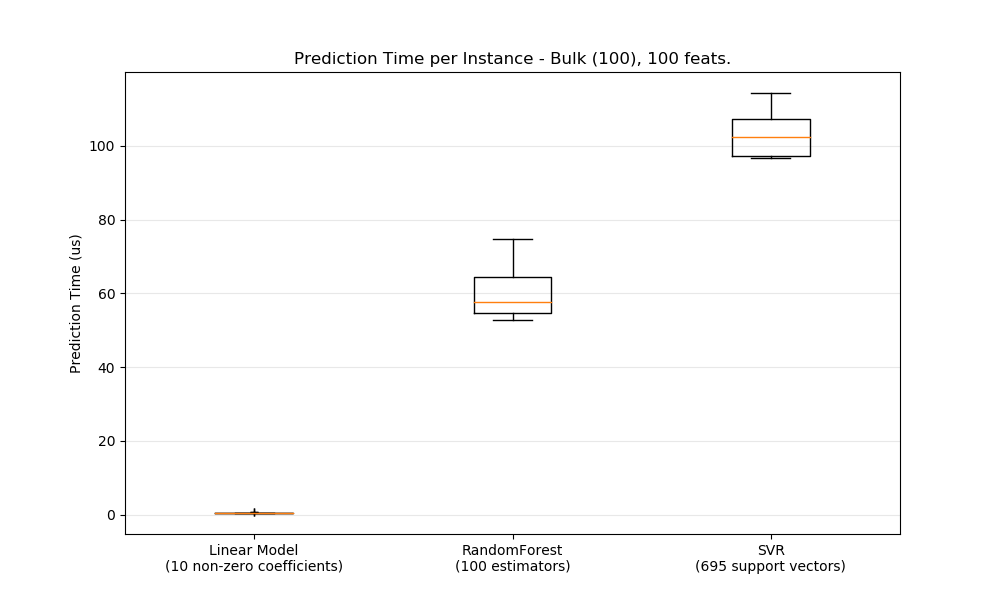 Prediction Time per Instance - Bulk (100), 100 feats.
Prediction Time (us)
100
80
60
40
20
0
Linear Model
(10 non-zero coefficients)
RandomForest
(100 estimators)
SVR
(695 support vectors)